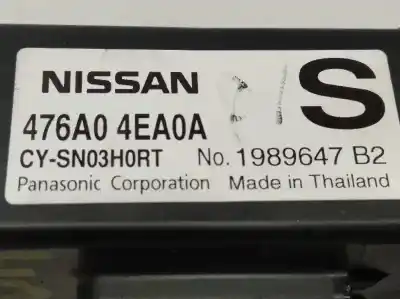 NISSAN
S
476A0 4EA0A
CY-SN03H0RT No. 1989647 B2
Panasonic Corporation Made in Thailand